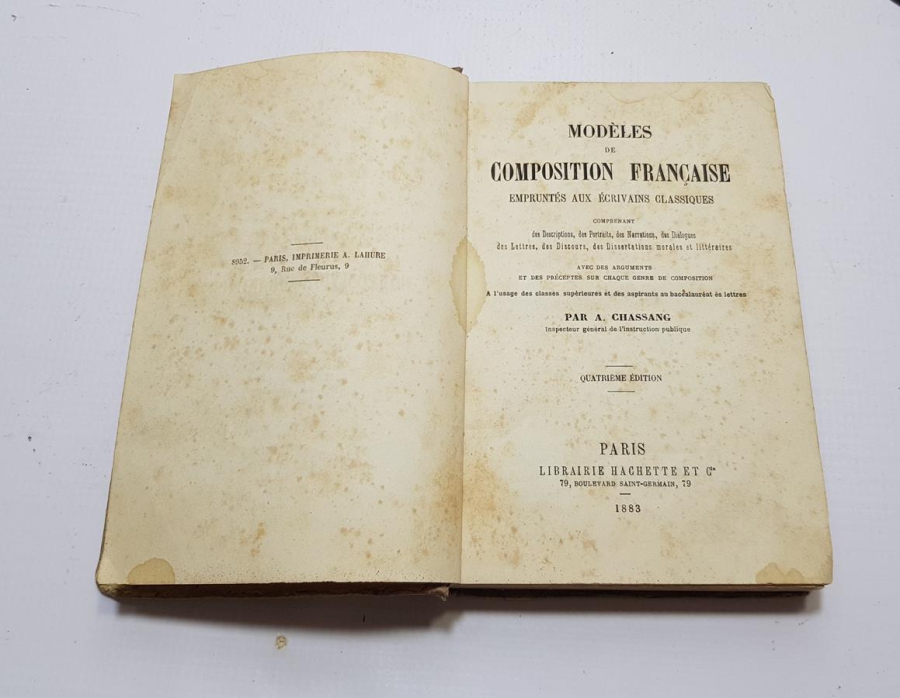 8952. — PARIS, IMPRIMERIE A. LAHURE
9, Rue de Fleurus, 9
MODÈLES
DE
COMPOSITION FRANÇAISE
EMPRUNTÉS AUX ÉCRIVAINS CLASSIQUES
COMPRENANT
des Descriptions, des Portraits, des Narrations, des Dialogues
des Lettres, des Discours, des Dissertations morales et littéraires
AVEC DES ARGUMENTS
ET DES PRÉCEPTES SUR CHAQUE GENRE DE COMPOSITION
A l'usage des classes supérieures et des aspirants au baccalauréat ès lettres
PAR A. CHASSANG
Inspecteur général de l'instruction publique
QUATRIÈME ÉDITION
PARIS
LIBRAIRIE HACHETTE ET Cie
79, BOULEVARD SAINT-GERMAIN, 79
1883